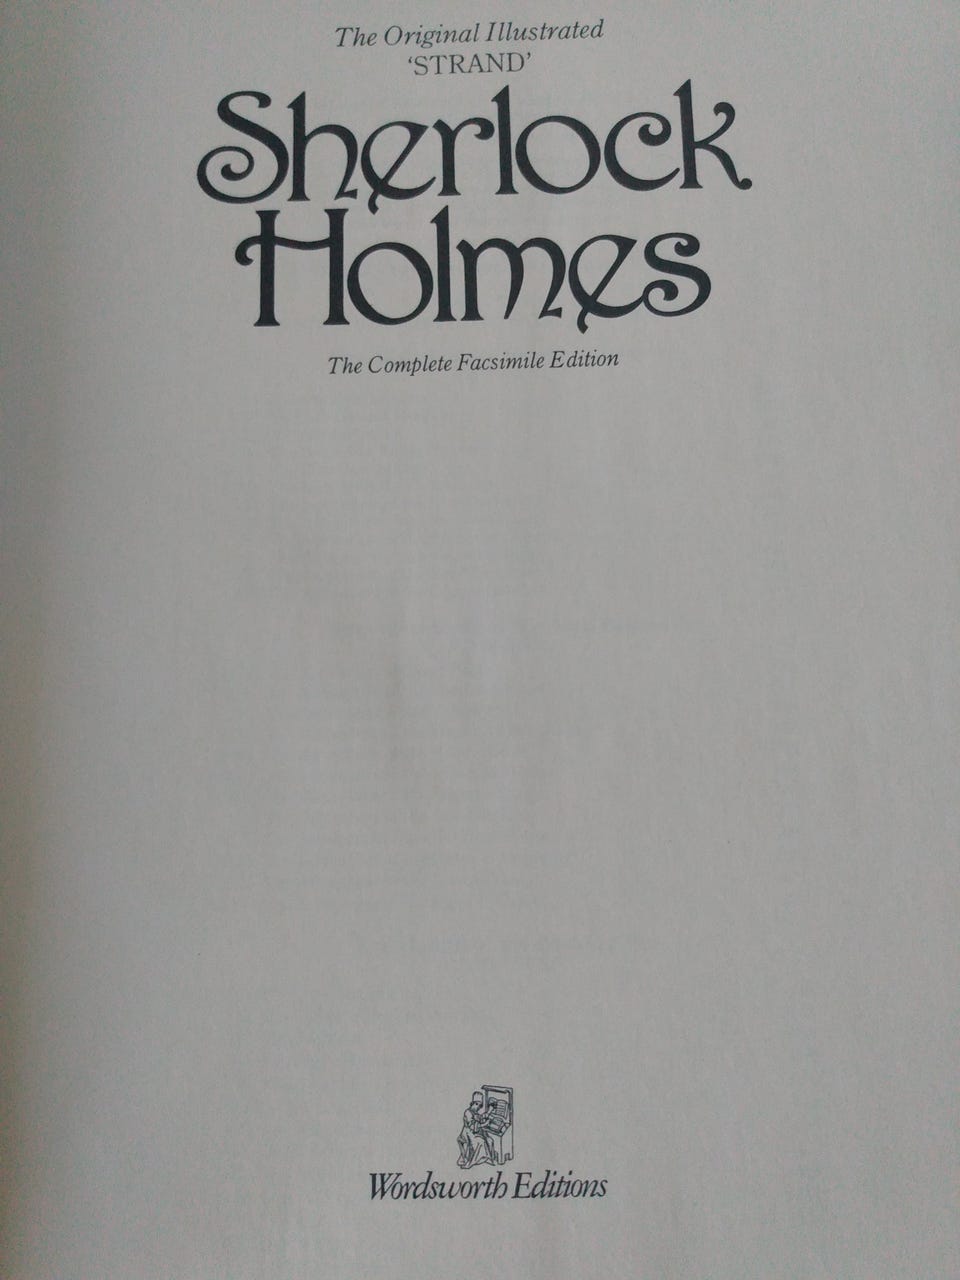 The Original Illustrated
‘STRAND’
Sherlock
Holmes
The Complete Facsimile Edition
Wordsworth Editions